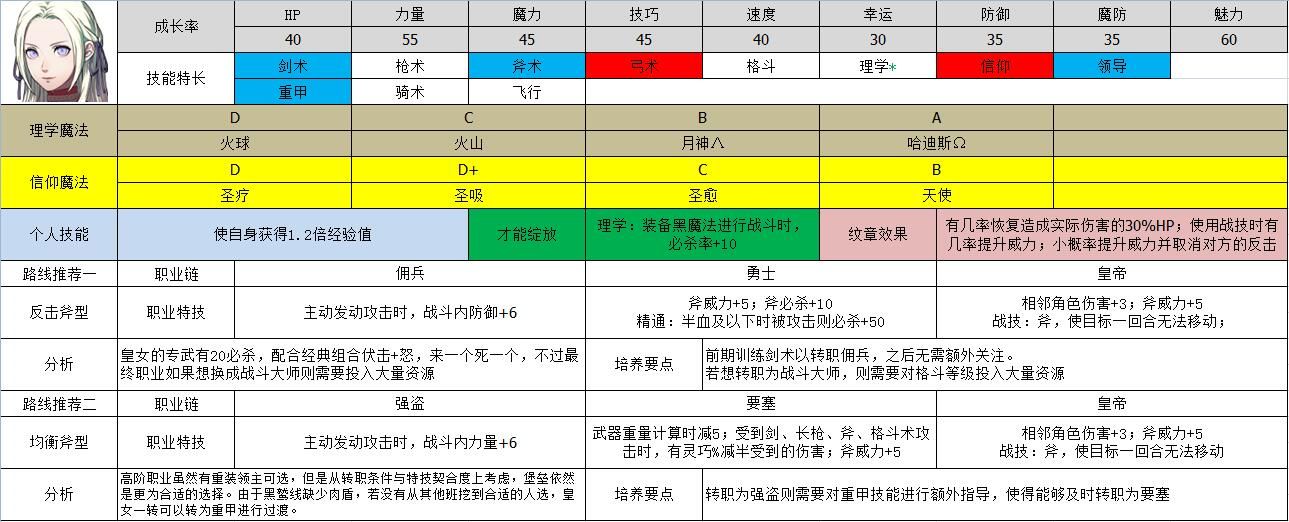 成长率 HP 力量 魔力 技巧 速度 幸运 防御 魔防 魅力
40 55 45 45 40 30 35 35 60
技能特长 剑术 枪术 斧术 弓术 格斗 理学* 信仰 领导
重甲 骑术 飞行
理学魔法 D C B A
火球 火山 月神Λ 哈迪斯Ω
信仰魔法 D D+ C B
圣疗 圣吸 圣愈 天使
个人技能 使自身获得1.2倍经验值 才能绽放 理学：装备黑魔法进行战斗时，
必杀率+10 纹章效果 有几率恢复造成实际伤害的30%HP；使用战技时有
几率提升威力；小概率提升威力并取消对方的反击
路线推荐一 职业链 佣兵 勇士 皇帝
反击斧型 职业特技 主动发动攻击时，战斗内防御+6 斧威力+5；斧必杀+10
精通：半血及以下时被攻击则必杀+50 相邻角色伤害+3；斧威力+5
战技：斧，使目标一回合无法移动；
分析 皇女的专武有20必杀，配合经典组合伏击+怒，来一个死一个，不过最
终职业如果想换成战斗大师则需要投入大量资源 培养要点 前期训练剑术以转职佣兵，之后无需额外关注。
若想转职为战斗大师，则需要对格斗等级投入大量资源
路线推荐二 职业链 强盗 要塞 皇帝
均衡斧型 职业特技 主动发动攻击时，战斗内力量+6 武器重量计算时减5；受到剑、长枪、斧、格斗术攻
击时，有灵巧%减半受到的伤害；斧威力+5 相邻角色伤害+3；斧威力+5
战技：斧，使目标一回合无法移动
分析 高阶职业虽然有重装领主可选，但是从转职条件与特技契合度上考虑，堡垒依然
是更为合适的选择。由于黑鹫线缺少肉盾，若没有从其他班挖到合适的人选，皇
女一转可以转为重甲进行过渡。 培养要点 转职为强盗则需要对重甲技能进行额外指导，使得能够及时转职为要塞